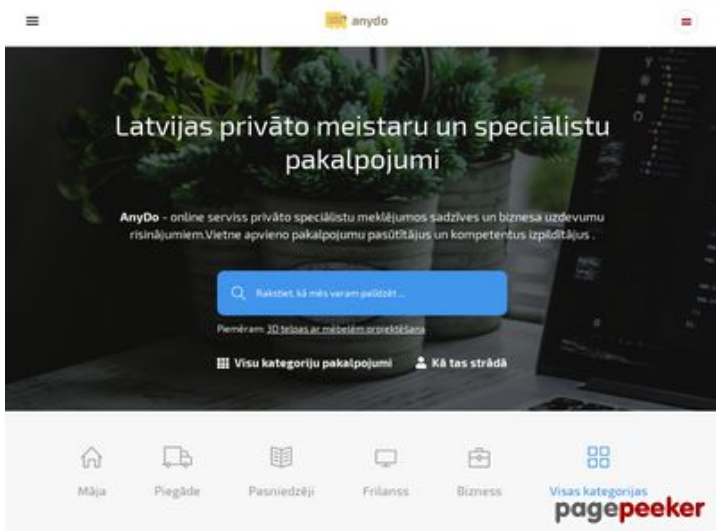 anydo
Latvijas privāto meistaru un speciālistu
pakalpojumi
AnyDo - online serviss privāto speciālistu meklējumos sadzīves un biznesa uzdevumu
risinājumiem.Vietne apvieno pakalpojumu pasūtītājus un kompetentus izpildītājus .
Rakstiet, kā mēs varam palīdzēt ...
Piemēram: 3D telpas ar mēbelēm projektēšana
Visu kategoriju pakalpojumi Kā tas strādā
Māja Piegāde Pasniedzēji Frīlanss Bizness Visas kategorijas
pagepeeker